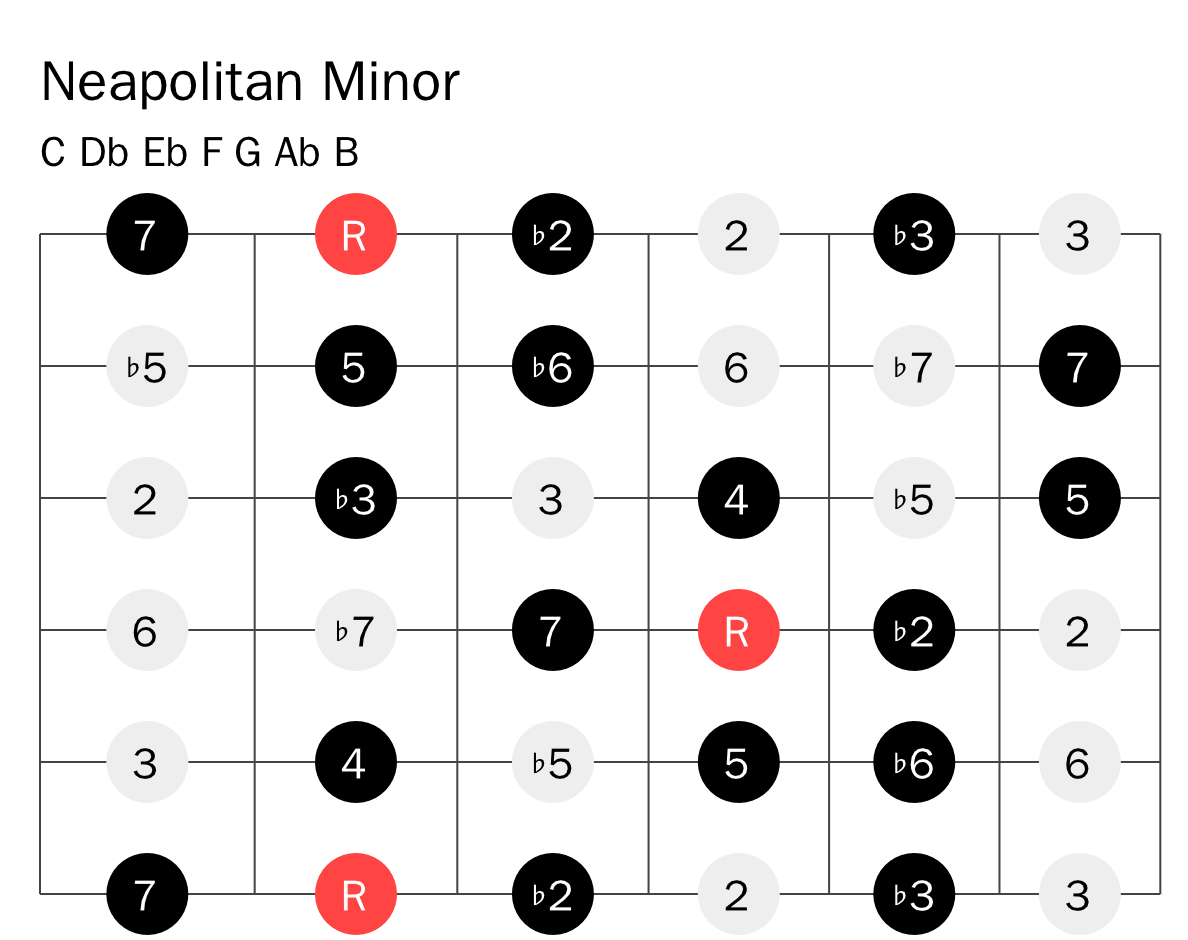 Neapolitan Minor
C Db Eb F G Ab B
7 R ♭2 2 ♭3 3
♭5 5 ♭6 6 ♭7 7
2 ♭3 3 4 ♭5 5
6 ♭7 7 R ♭2 2
3 4 ♭5 5 ♭6 6
7 R ♭2 2 ♭3 3